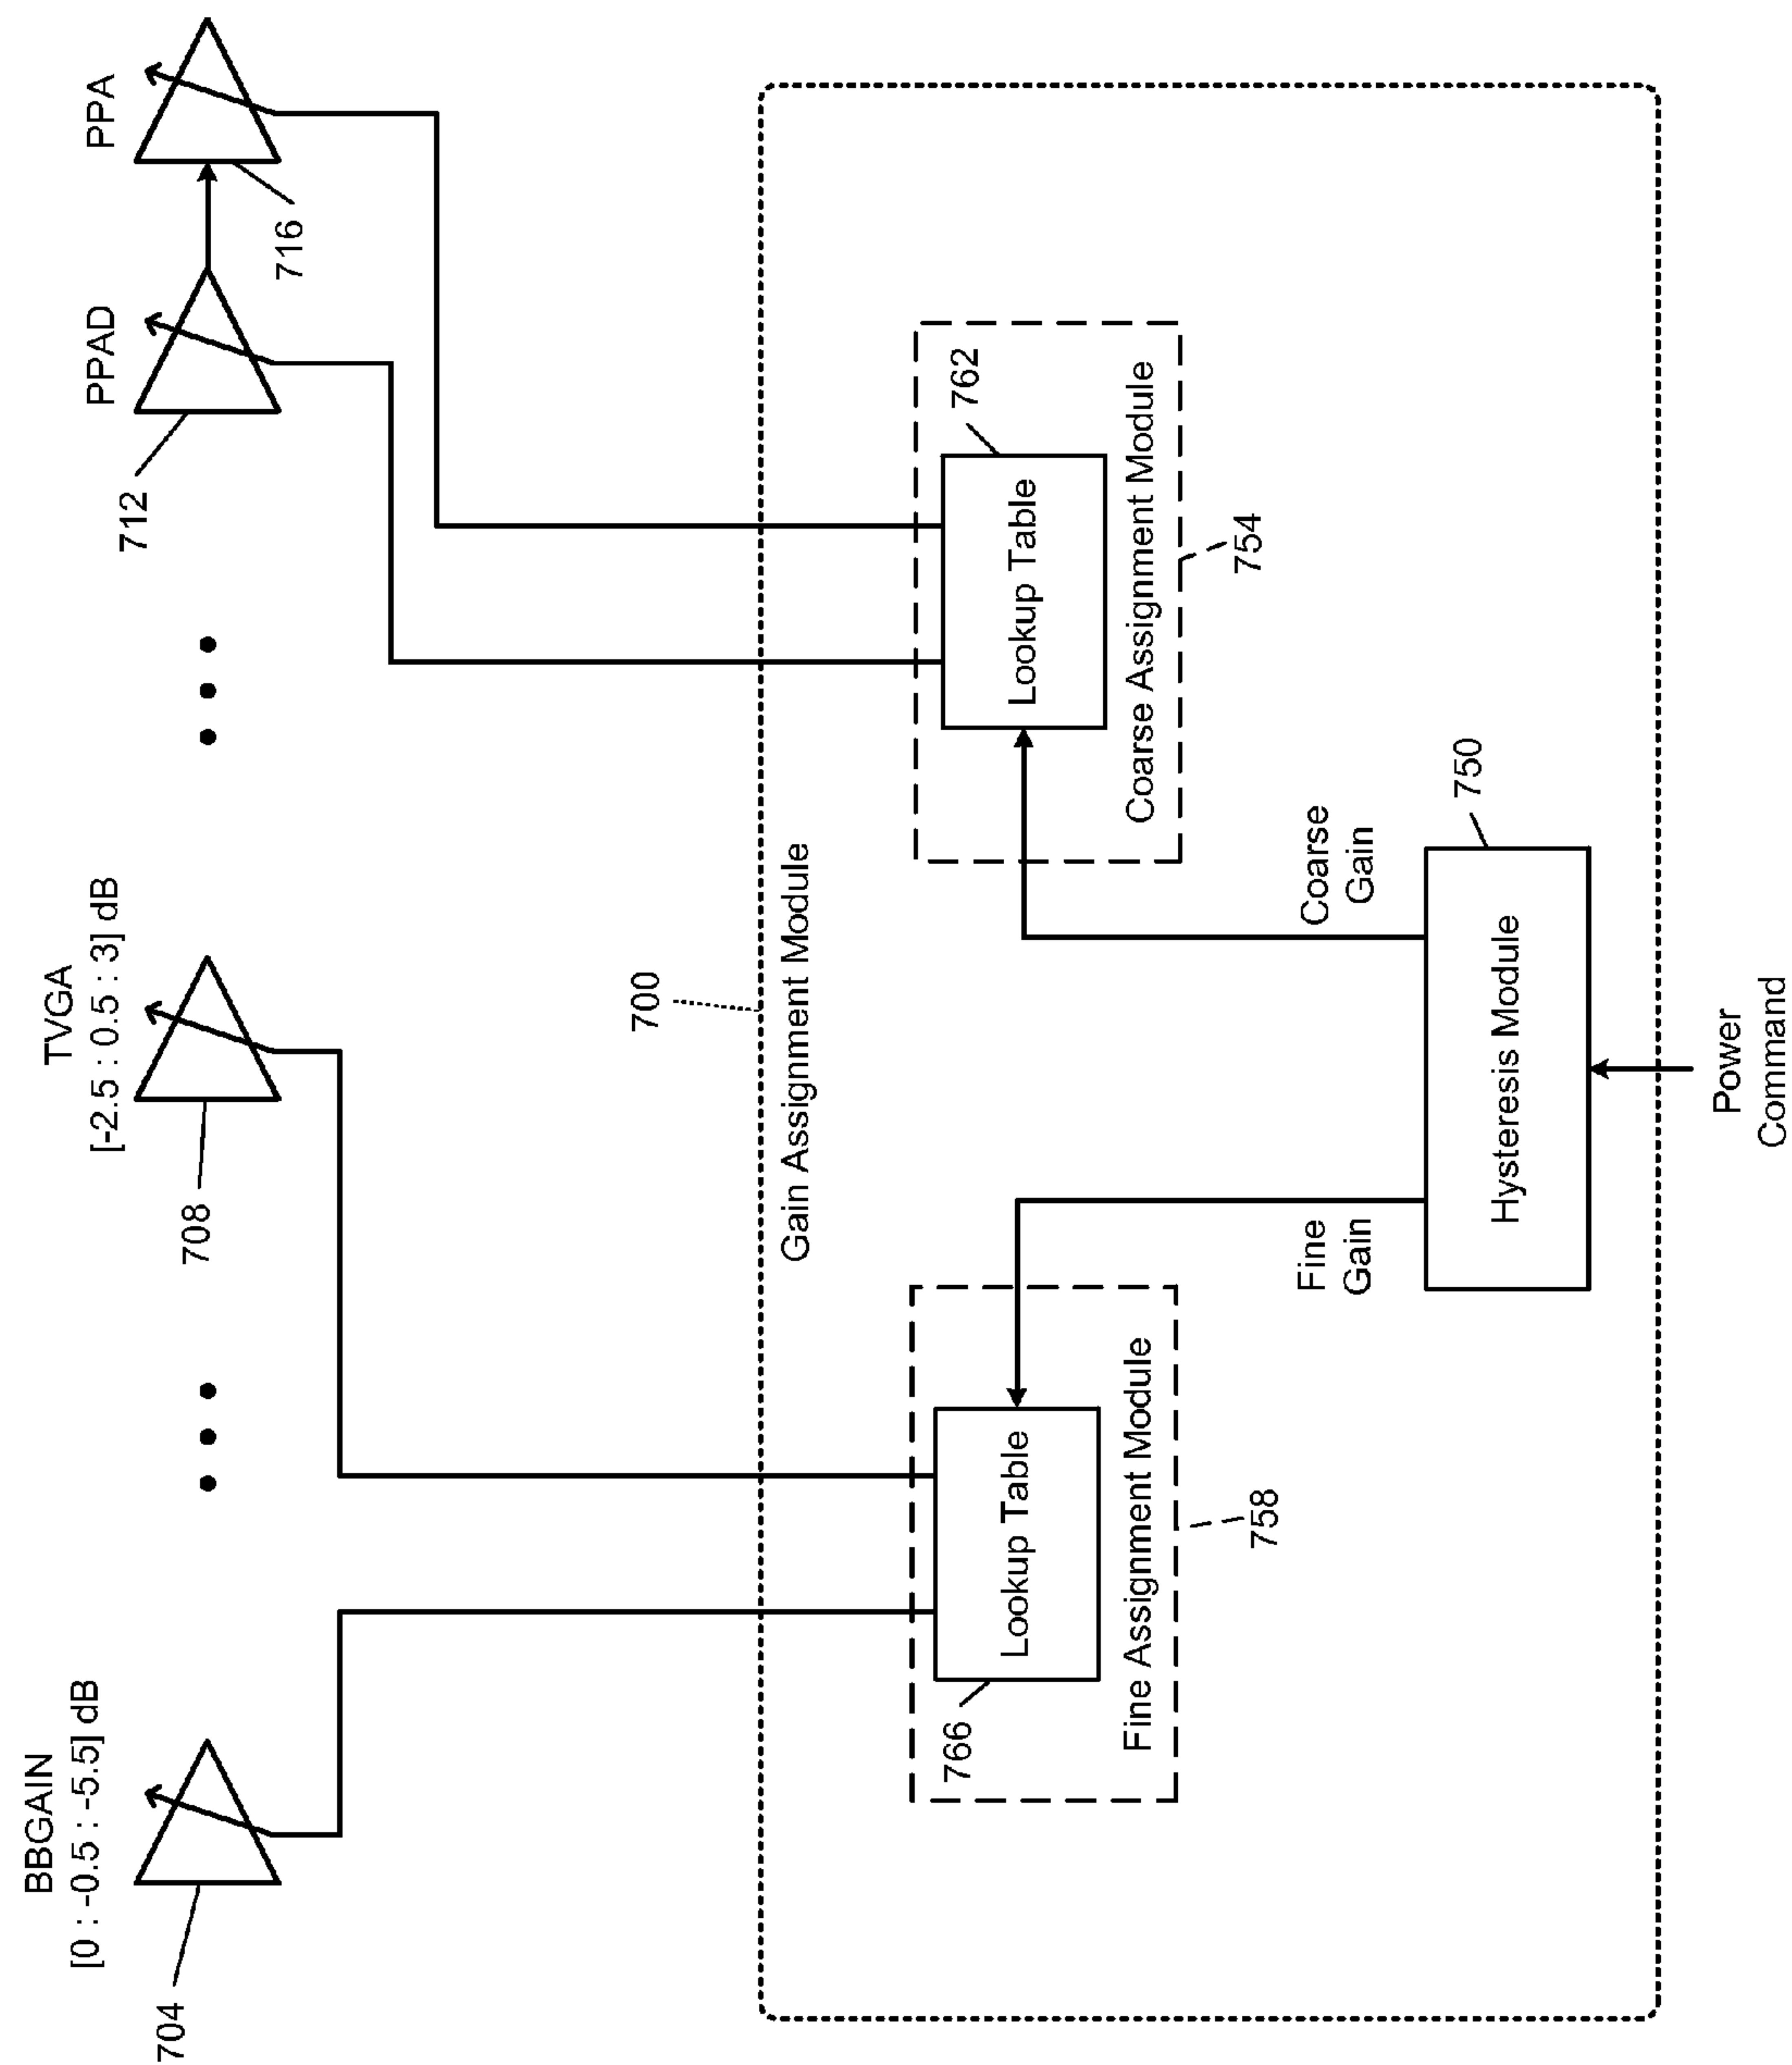 BBGAIN
[0 : -0.5 : -5.5] dB
704
TVGA
[-2.5 : 0.5 : 3] dB
708
PPAD
712
PPA
716
700
Gain Assignment Module
766
Lookup Table
Fine Assignment Module
758
762
Lookup Table
Coarse Assignment Module
754
Fine
Gain
Coarse
Gain
750
Hysteresis Module
Power
Command